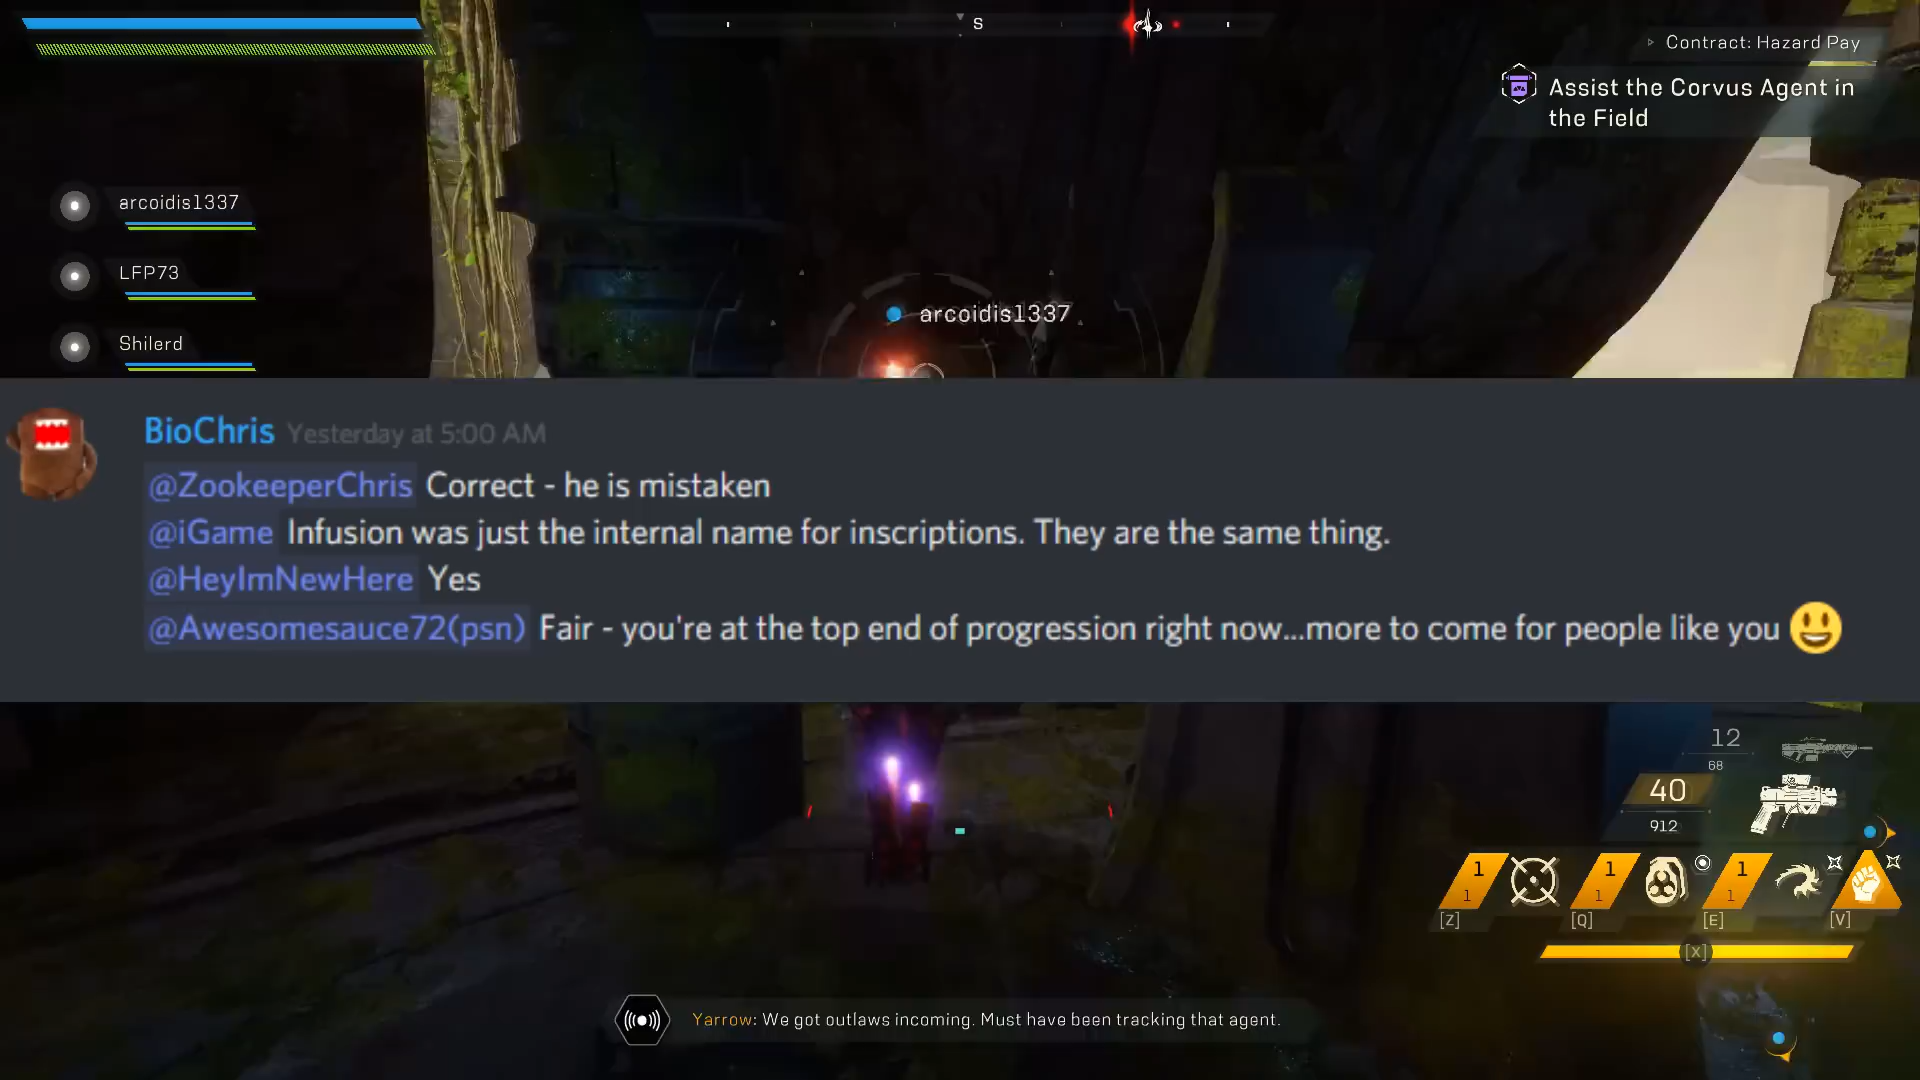 S
Contract: Hazard Pay
Assist the Corvus Agent in
the Field
arcoidis1337
LFP73
Shilerd
arcoidis1337
BioChris Yesterday at 5:00 AM
@ZookeeperChris Correct - he is mistaken
@iGame Infusion was just the internal name for inscriptions. They are the same thing.
@HeyImNewHere Yes
@Awesomesauce72(psn) Fair - you're at the top end of progression right now...more to come for people like you 😃
12
68
40
912
1 1 1
1 1 1
[Z] [Q] [E] [V]
[X]
Yarrow: We got outlaws incoming. Must have been tracking that agent.